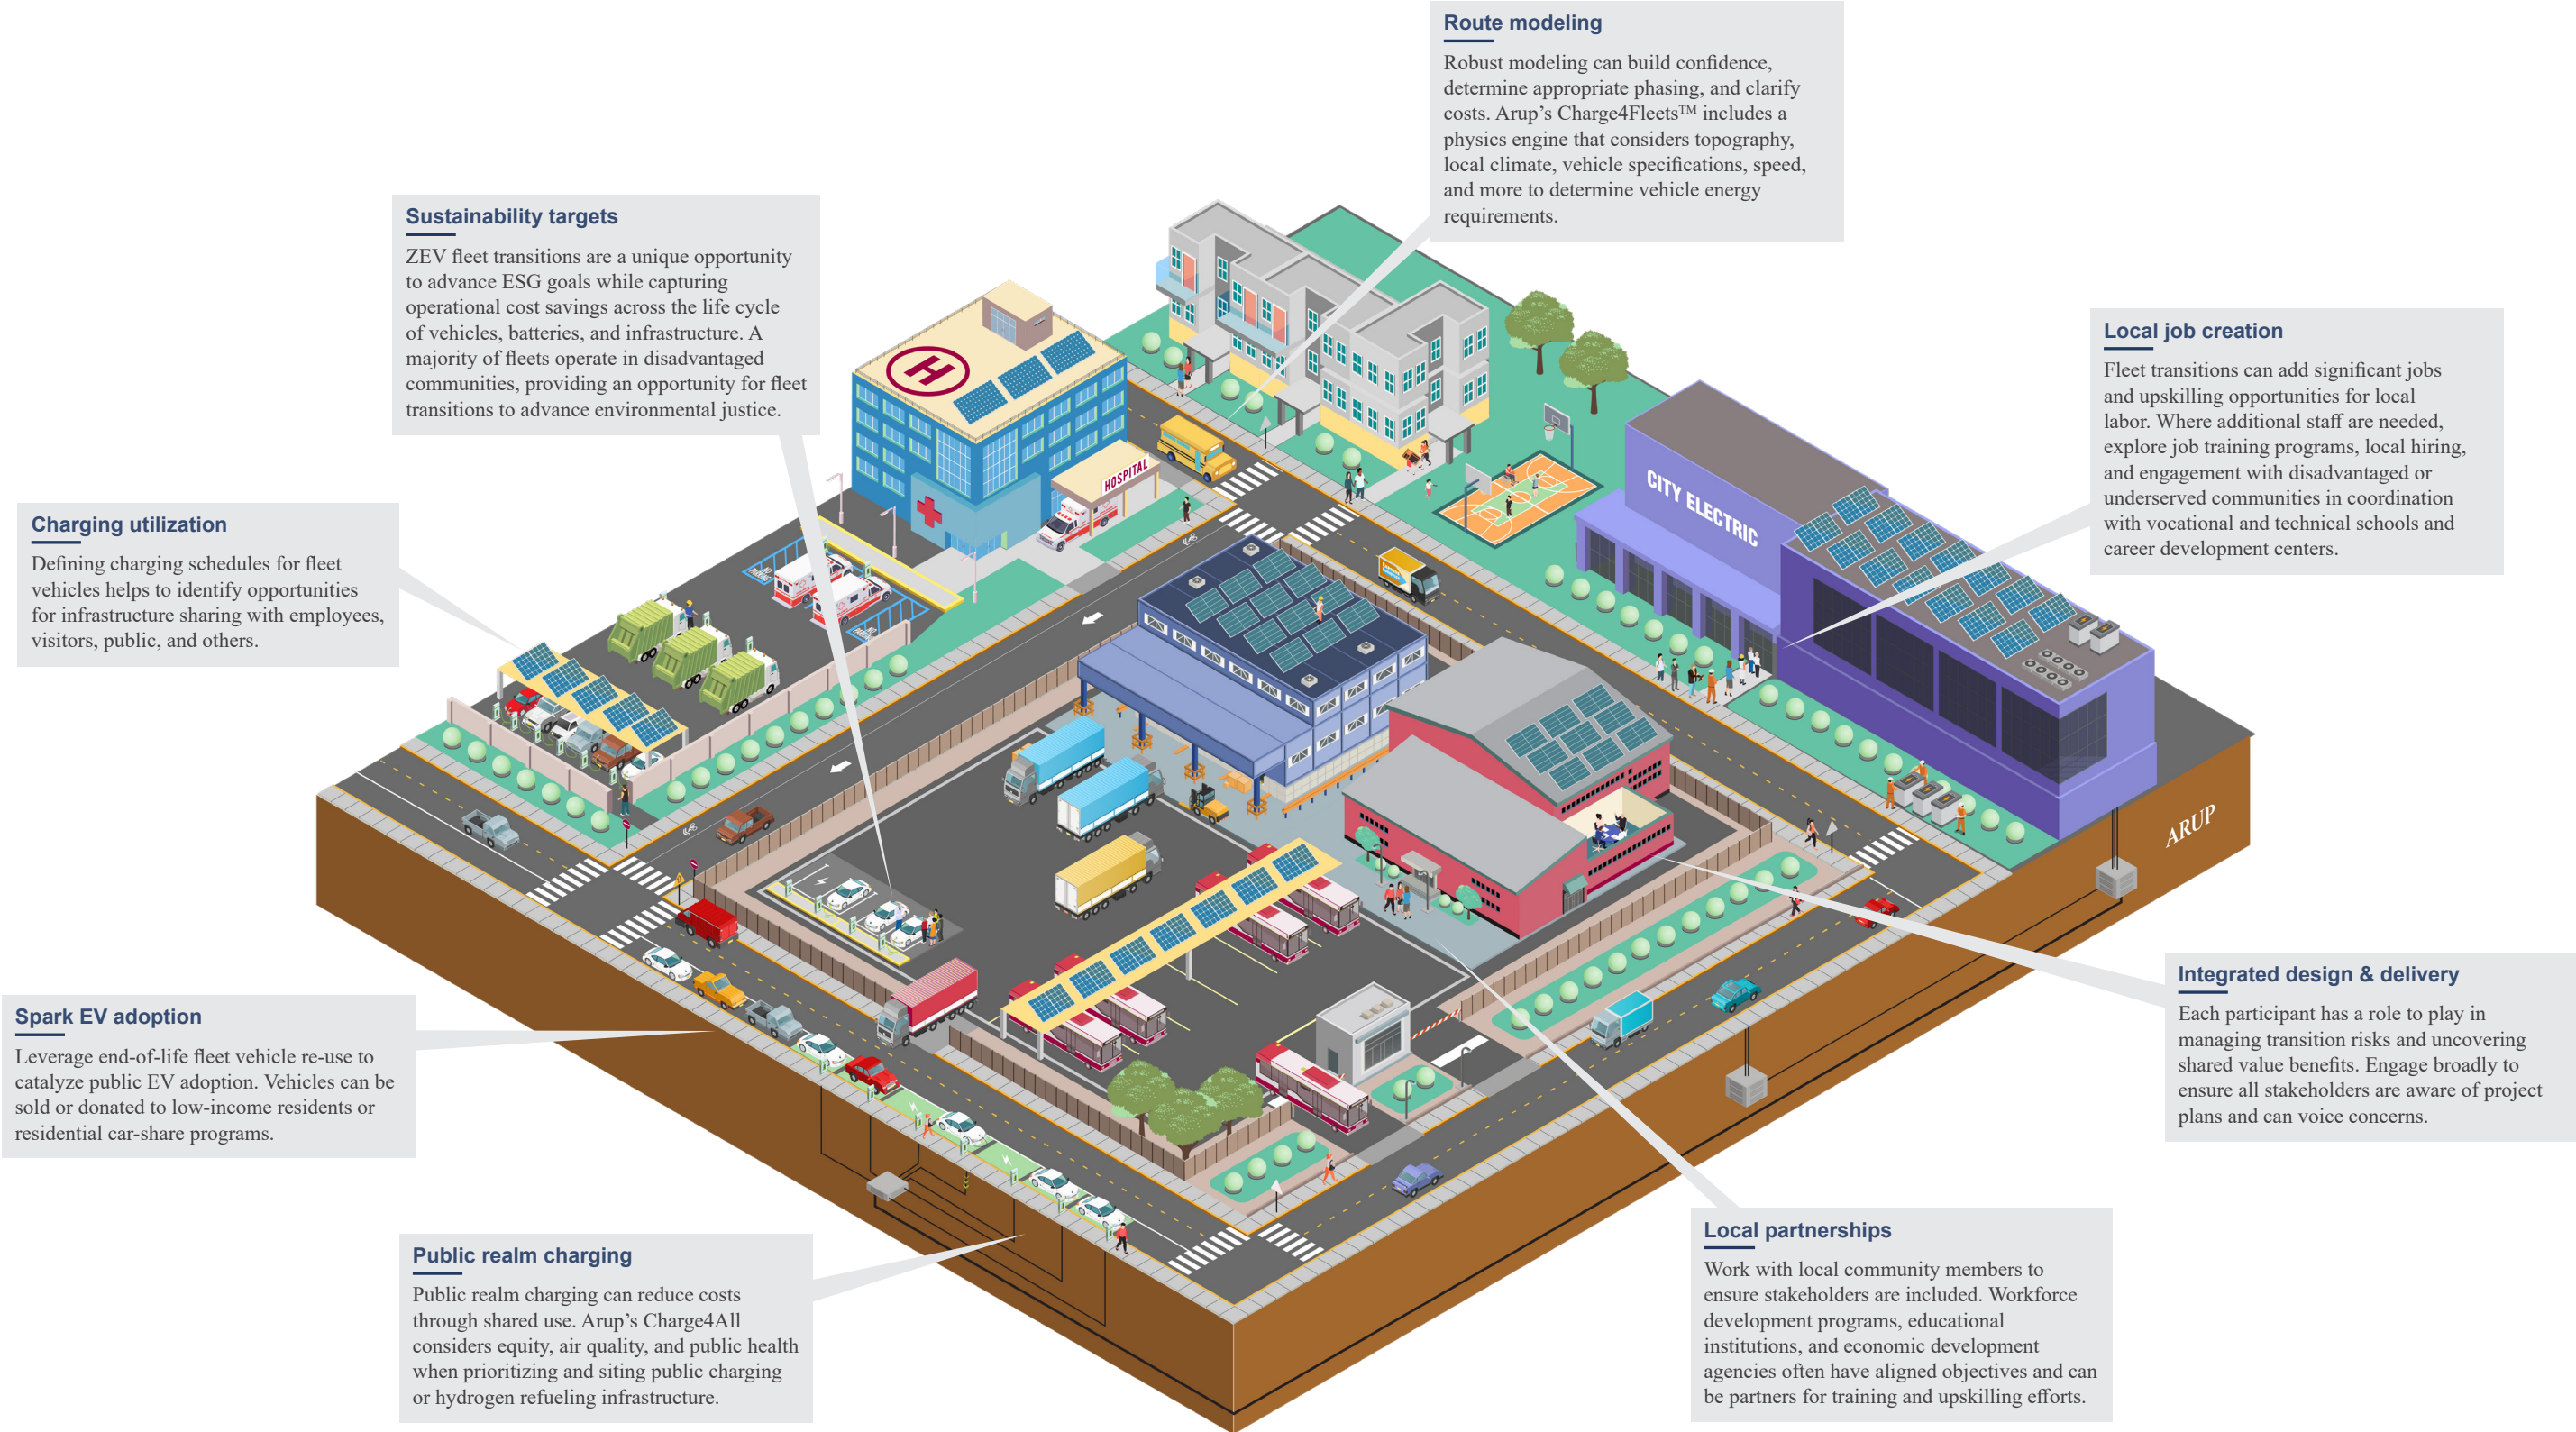 Route modeling
Robust modeling can build confidence,
determine appropriate phasing, and clarify
costs. Arup's Charge4Fleets™ includes a
physics engine that considers topography,
local climate, vehicle specifications, speed,
and more to determine vehicle energy
requirements.
Sustainability targets
ZEV fleet transitions are a unique opportunity
to advance ESG goals while capturing
operational cost savings across the life cycle
of vehicles, batteries, and infrastructure. A
majority of fleets operate in disadvantaged
communities, providing an opportunity for fleet
transitions to advance environmental justice.
Local job creation
Fleet transitions can add significant jobs
and upskilling opportunities for local
labor. Where additional staff are needed,
explore job training programs, local hiring,
and engagement with disadvantaged or
underserved communities in coordination
with vocational and technical schools and
career development centers.
Charging utilization
Defining charging schedules for fleet
vehicles helps to identify opportunities
for infrastructure sharing with employees,
visitors, public, and others.
H
HOSPITAL
CITY ELECTRIC
NO PARKING
NO PARKING
ARUP
Integrated design & delivery
Each participant has a role to play in
managing transition risks and uncovering
shared value benefits. Engage broadly to
ensure all stakeholders are aware of project
plans and can voice concerns.
Spark EV adoption
Leverage end-of-life fleet vehicle re-use to
catalyze public EV adoption. Vehicles can be
sold or donated to low-income residents or
residential car-share programs.
Local partnerships
Work with local community members to
ensure stakeholders are included. Workforce
development programs, educational
institutions, and economic development
agencies often have aligned objectives and can
be partners for training and upskilling efforts.
Public realm charging
Public realm charging can reduce costs
through shared use. Arup's Charge4All
considers equity, air quality, and public health
when prioritizing and siting public charging
or hydrogen refueling infrastructure.